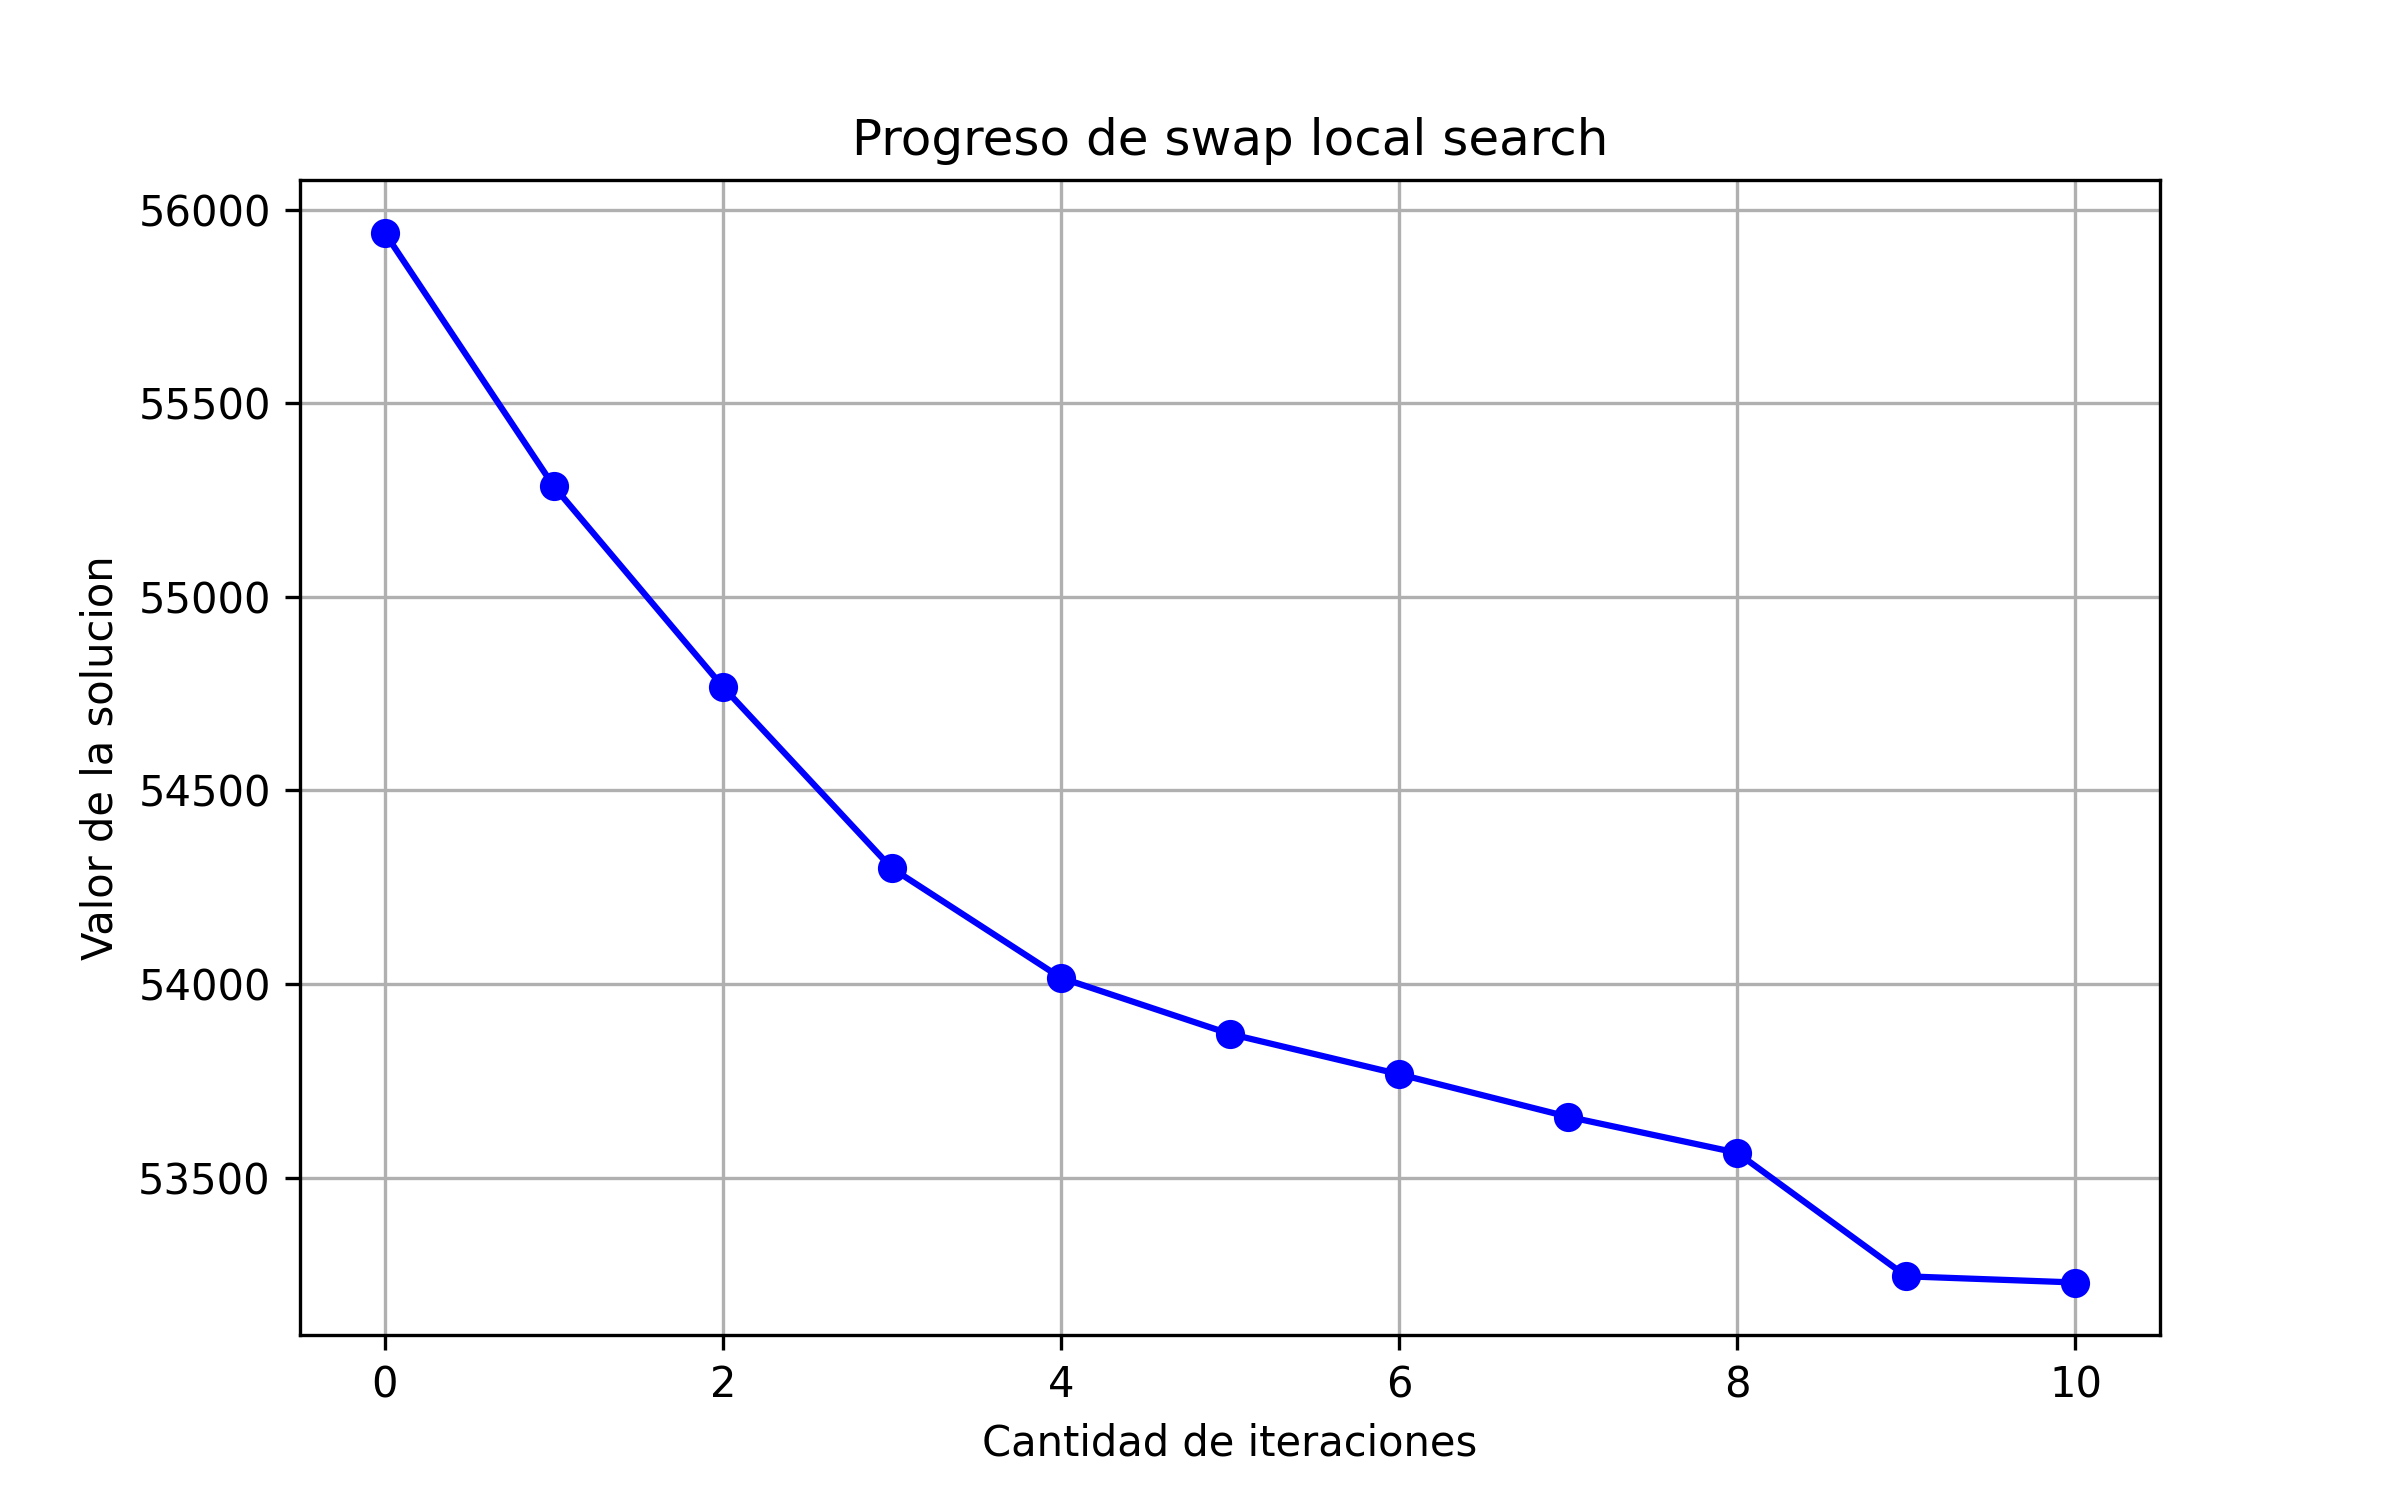 Progreso de swap local search
56000
55500
55000
54500
54000
53500
Valor de la solucion
0 2 4 6 8 10
Cantidad de iteraciones